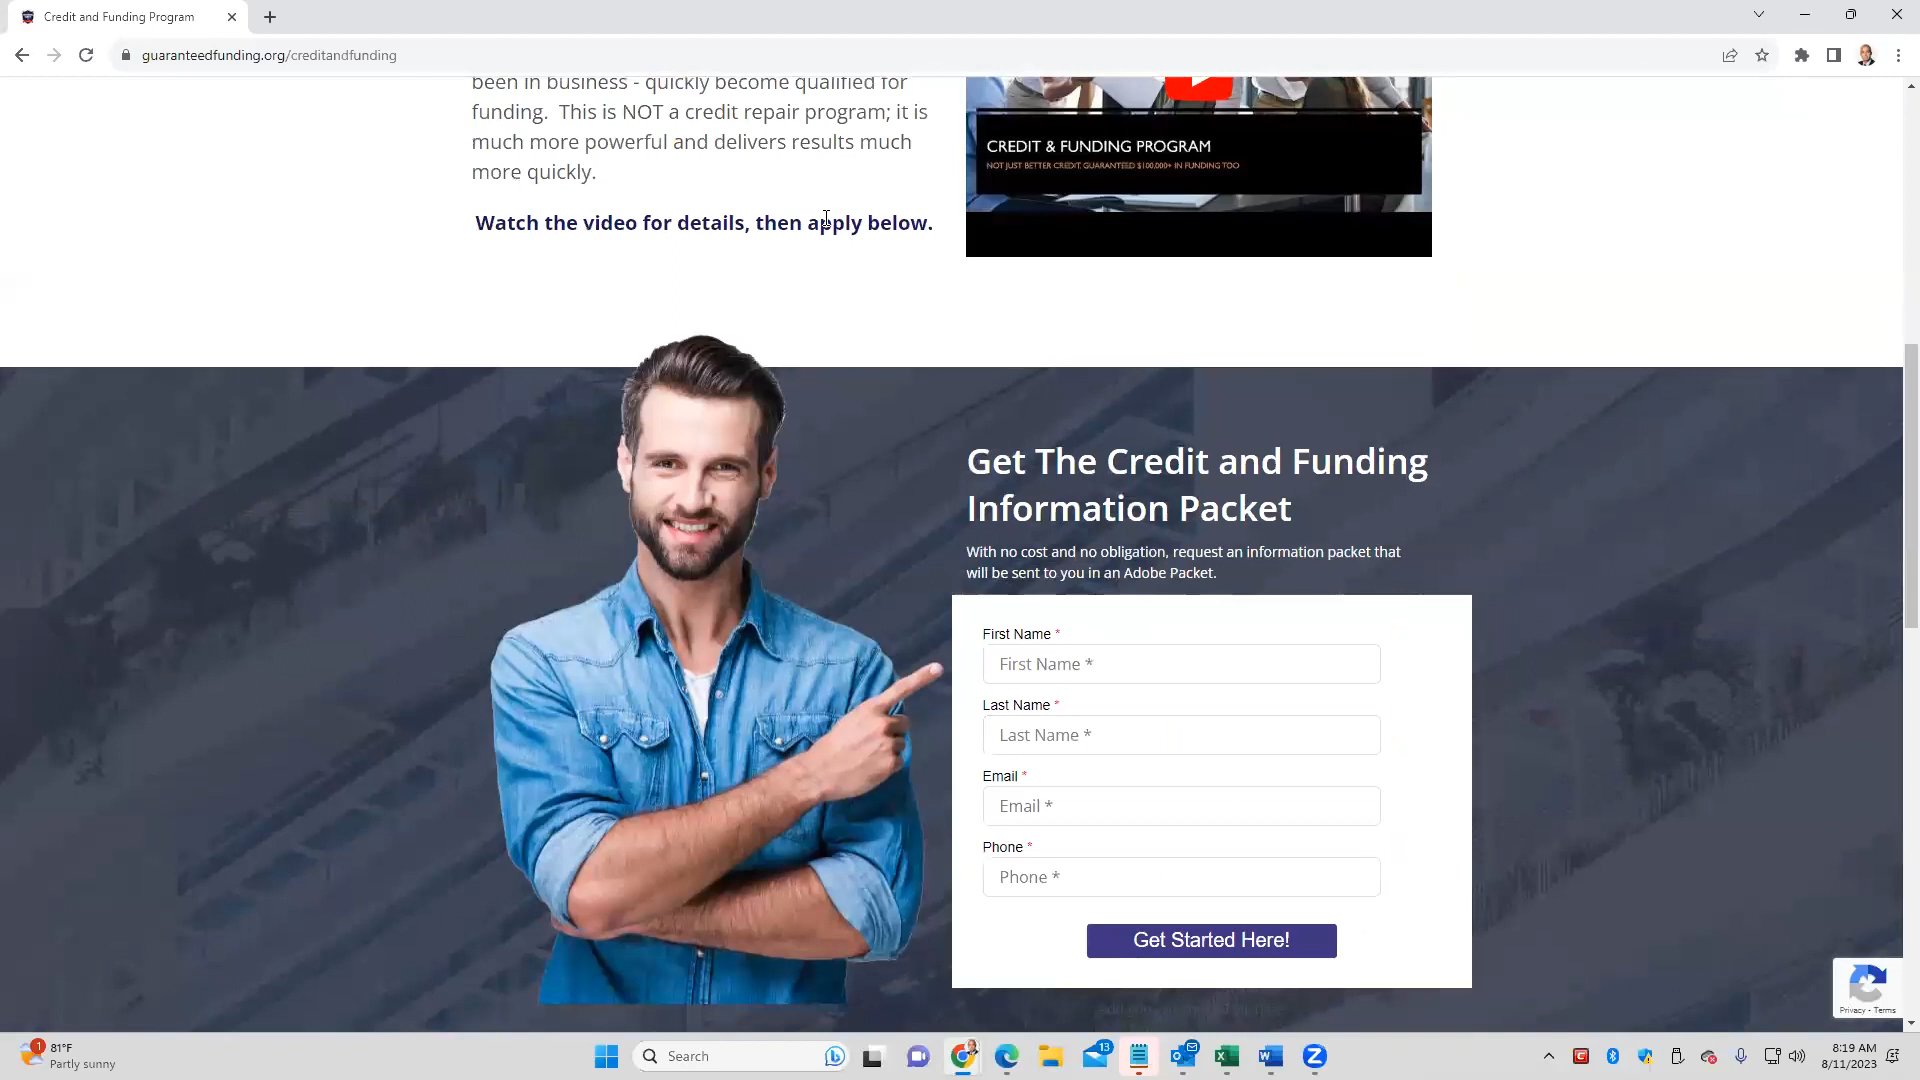 Credit and Funding Program
guaranteedfunding.org/creditandfunding
been in business - quickly become qualified for
funding. This is NOT a credit repair program; it is
much more powerful and delivers results much
more quickly.
Watch the video for details, then apply below.
CREDIT & FUNDING PROGRAM
NOT JUST BETTER CREDIT. GUARANTEED $100,000+ IN FUNDING TOO
Get The Credit and Funding
Information Packet
With no cost and no obligation, request an information packet that
will be sent to you in an Adobe Packet.
First Name *
First Name *
Last Name *
Last Name *
Email *
Email *
Phone *
Phone *
Get Started Here!
Privacy - Terms
1
81°F
Partly sunny
Search
13
8:19 AM
8/11/2023